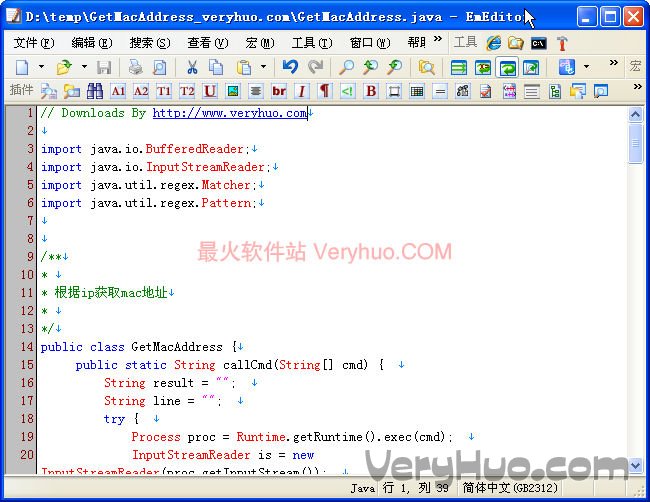 D:\temp\GetMacAddress_veryhuo.com\GetMacAddress.java - EmEditor
文件(F) 编辑(E) 搜索(S) 查看(V) 宏(M) 工具(T) 窗口(W) 帮 » 工具
» 宏
插件 A1 A2 T1 T2 U br I ¶ <! B
1 // Downloads By http://www.veryhuo.com↓
2 ↓
3 import java.io.BufferedReader;↓
4 import java.io.InputStreamReader;↓
5 import java.util.regex.Matcher;↓
6 import java.util.regex.Pattern;↓
7 ↓
8 ↓
最火软件站 Veryhuo.COM
9 /**↓
10 * ↓
11 * 根据ip获取mac地址↓
12 * ↓
13 */↓
14 public class GetMacAddress {↓
15 public static String callCmd(String[] cmd) { ↓
16 String result = ""; ↓
17 String line = ""; ↓
18 try { ↓
19 Process proc = Runtime.getRuntime().exec(cmd); ↓
20 InputStreamReader is = new
InputStreamReader(proc.getInputStream()); ↓
VeryHuo.com
Java 行 1, 列 39 简体中文(GB2312)